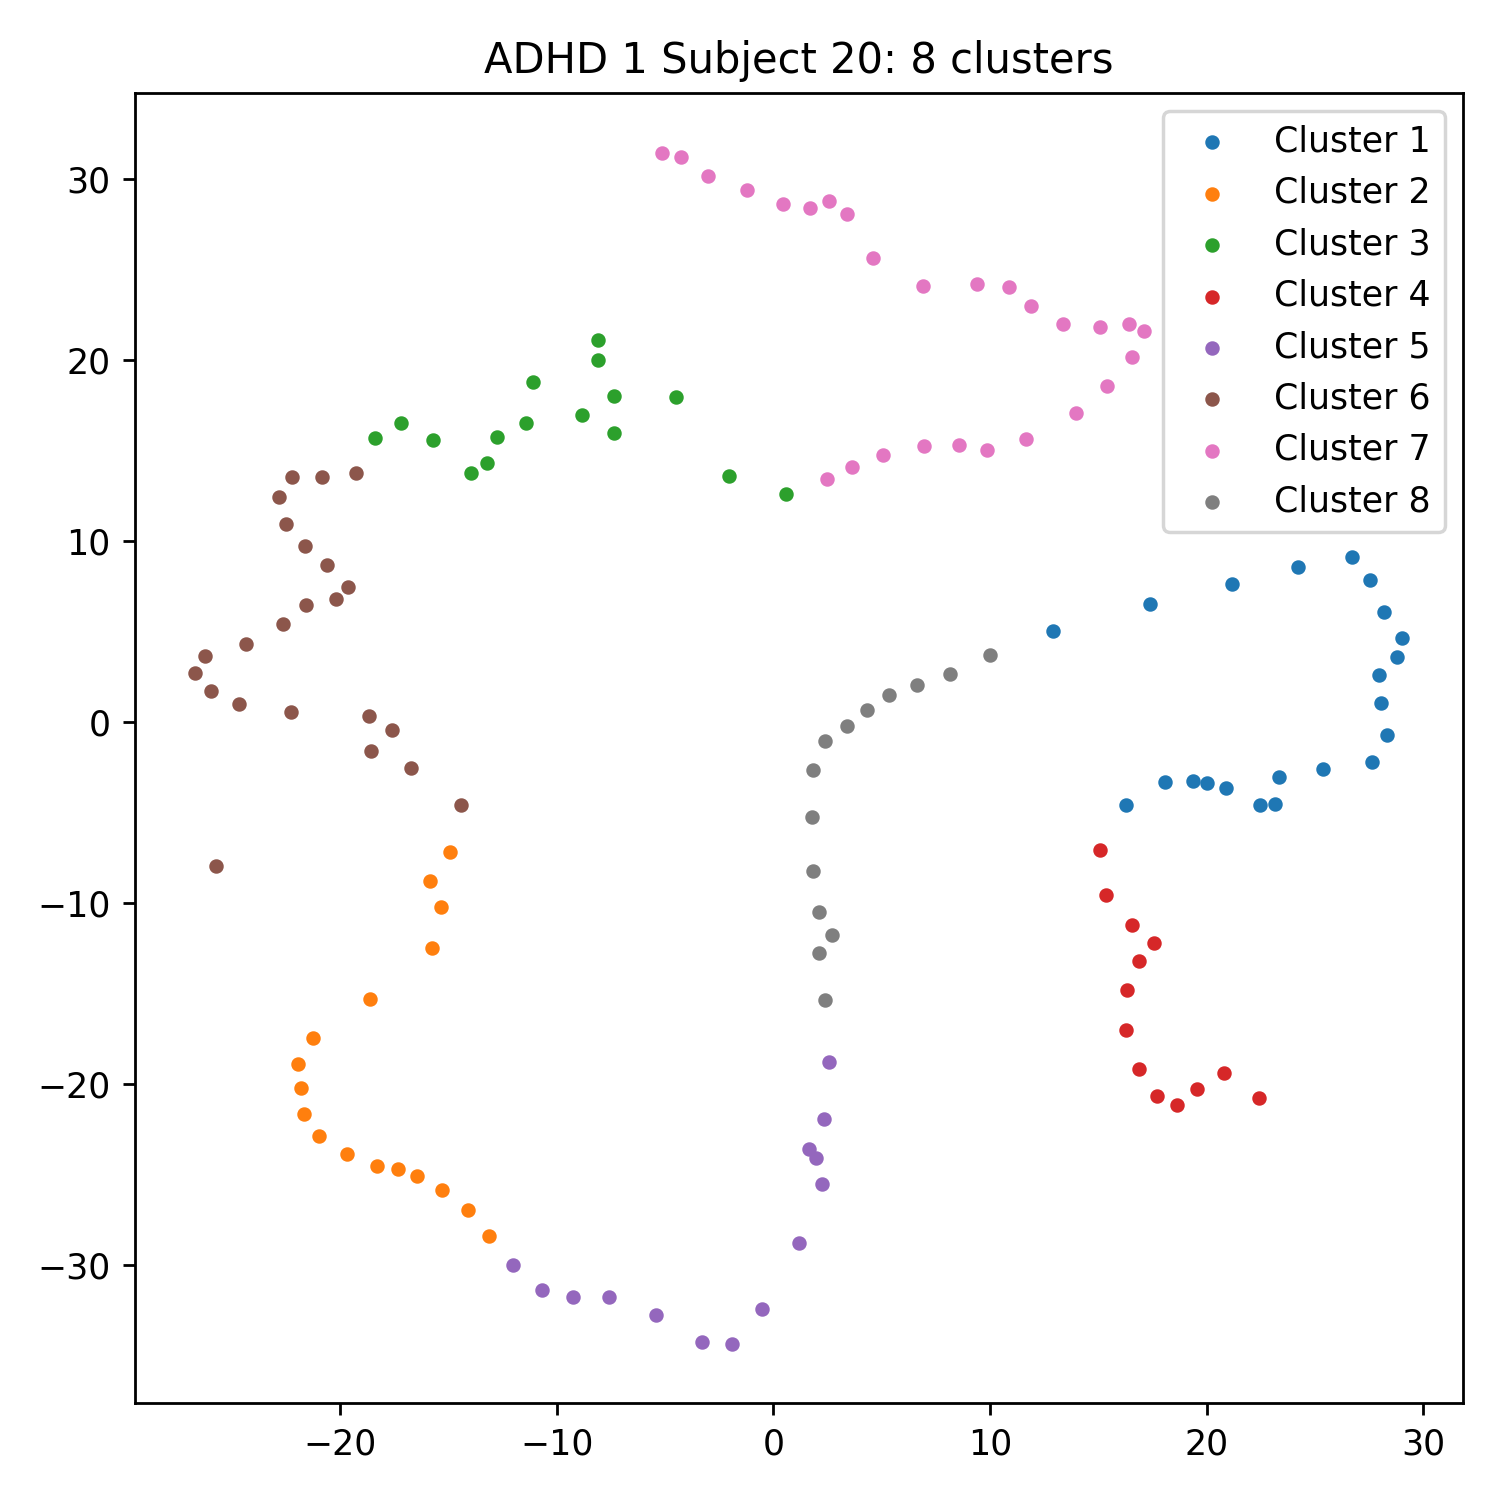 ADHD 1 Subject 20: 8 clusters
Cluster 1
Cluster 2
Cluster 3
Cluster 4
Cluster 5
Cluster 6
Cluster 7
Cluster 8
30
20
10
0
−10
−20
−30
−20 −10 0 10 20 30